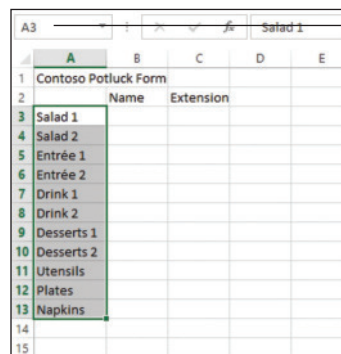 A3 fx Salad 1
A B C D E
1 Contoso Potluck Form
2 Name Extension
3 Salad 1
4 Salad 2
5 Entrée 1
6 Entrée 2
7 Drink 1
8 Drink 2
9 Desserts 1
10 Desserts 2
11 Utensils
12 Plates
13 Napkins
14
15